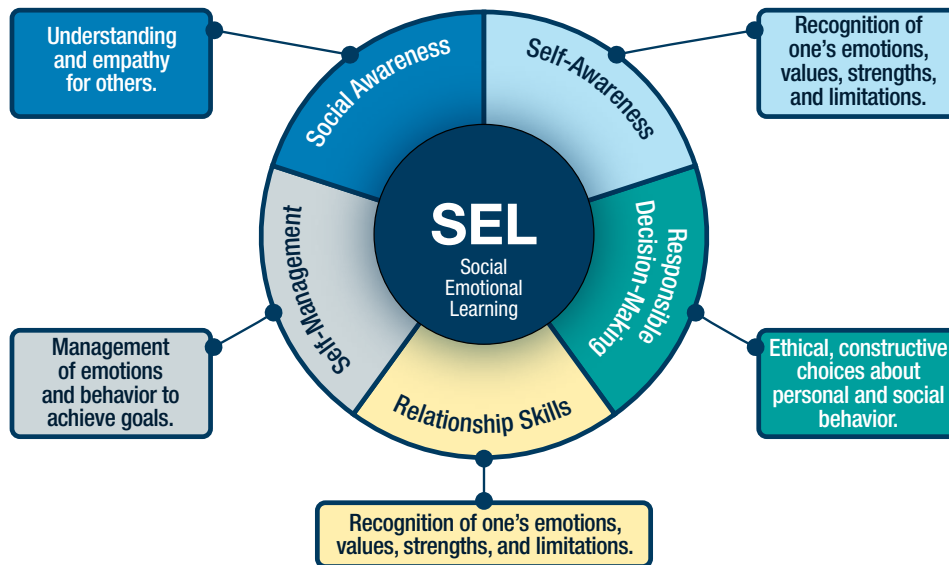 Understanding
and empathy
for others.
Social Awareness
Self-Awareness
Recognition of
one’s emotions,
values, strengths,
and limitations.
SEL
Social
Emotional
Learning
Self-Management
Responsible
Decision-Making
Management
of emotions
and behavior to
achieve goals.
Relationship Skills
Ethical, constructive
choices about
personal and social
behavior.
Recognition of one’s emotions,
values, strengths, and limitations.